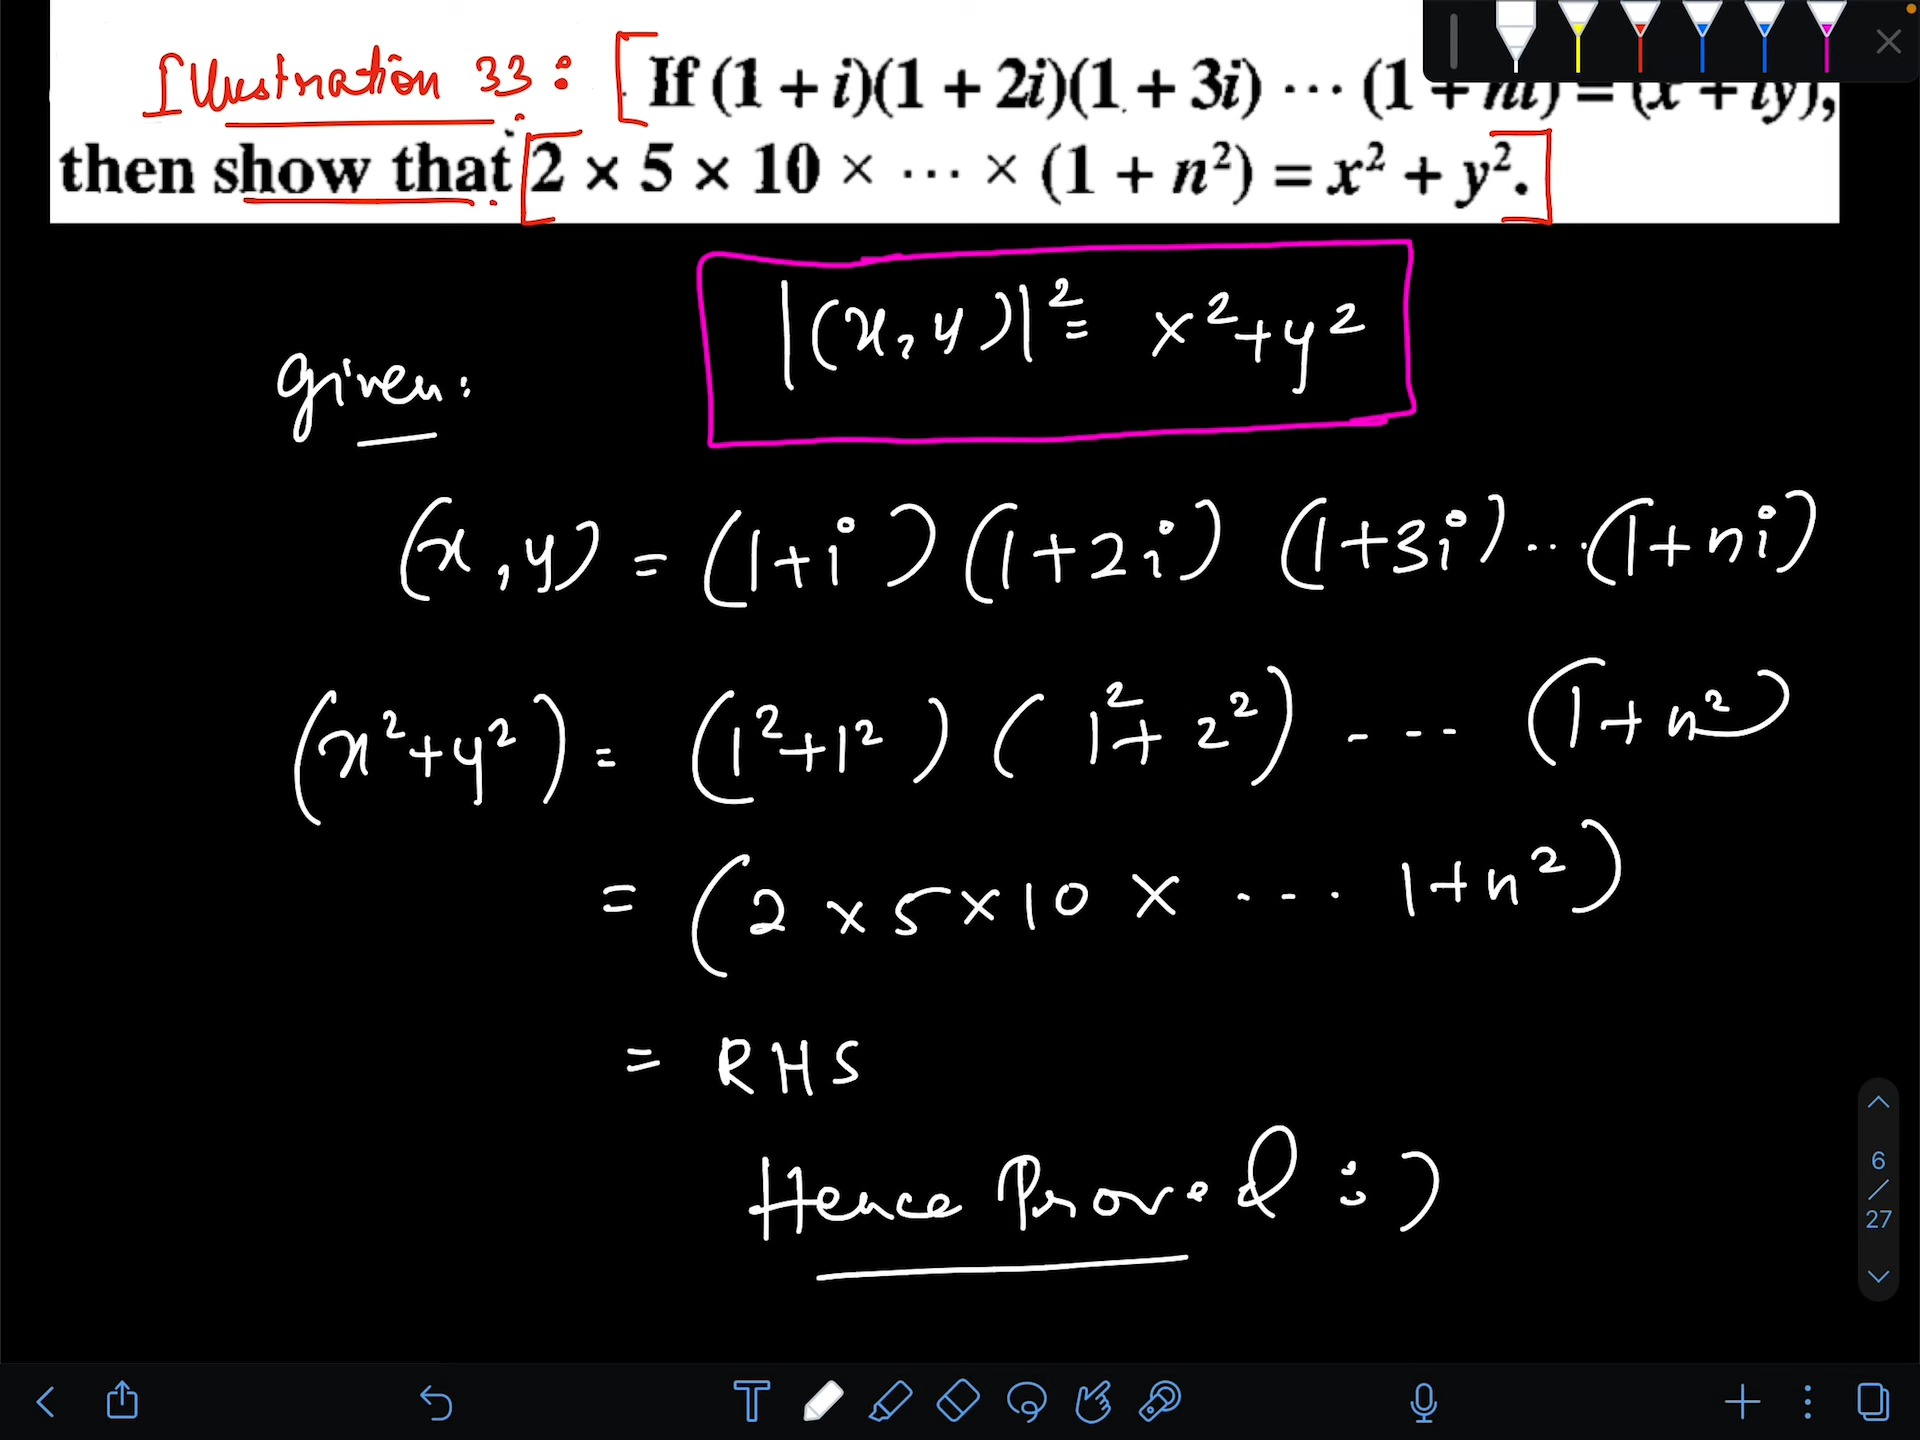 Illustration 33 : If (1 + i)(1 + 2i)(1 + 3i) ⋯ (1 + ni) = (x + iy),
then show that 2 × 5 × 10 × ⋯ × (1 + n²) = x² + y².
|(x, y)|² = x² + y²
Given:
(x, y) = (1+i) (1+2i) (1+3i) ... (1+ni)
(x²+y²) = (1²+1²) (1²+2²) ---- (1+n²)
= (2 × 5 × 10 × ---- 1+n²)
= RHS
Hence Proved :)
6
/
27
T